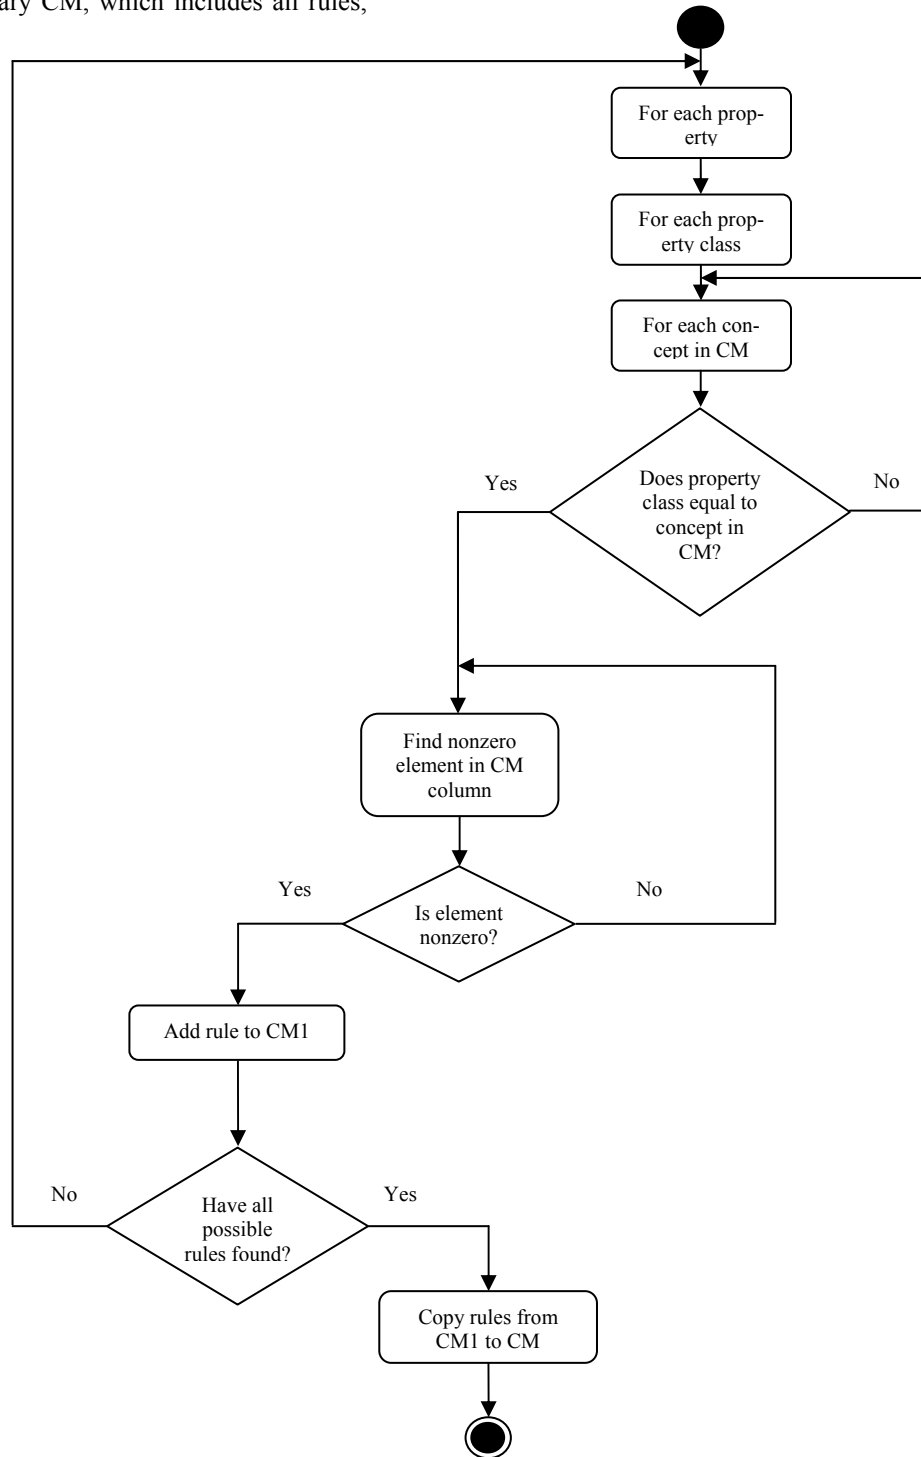 ary CM, which includes all rules,
For each prop-
erty
For each prop-
erty class
For each con-
cept in CM
Yes
Does property
class equal to
concept in
CM?
No
Find nonzero
element in CM
column
Yes
Is element
nonzero?
No
Add rule to CM1
No
Have all
possible
rules found?
Yes
Copy rules from
CM1 to CM